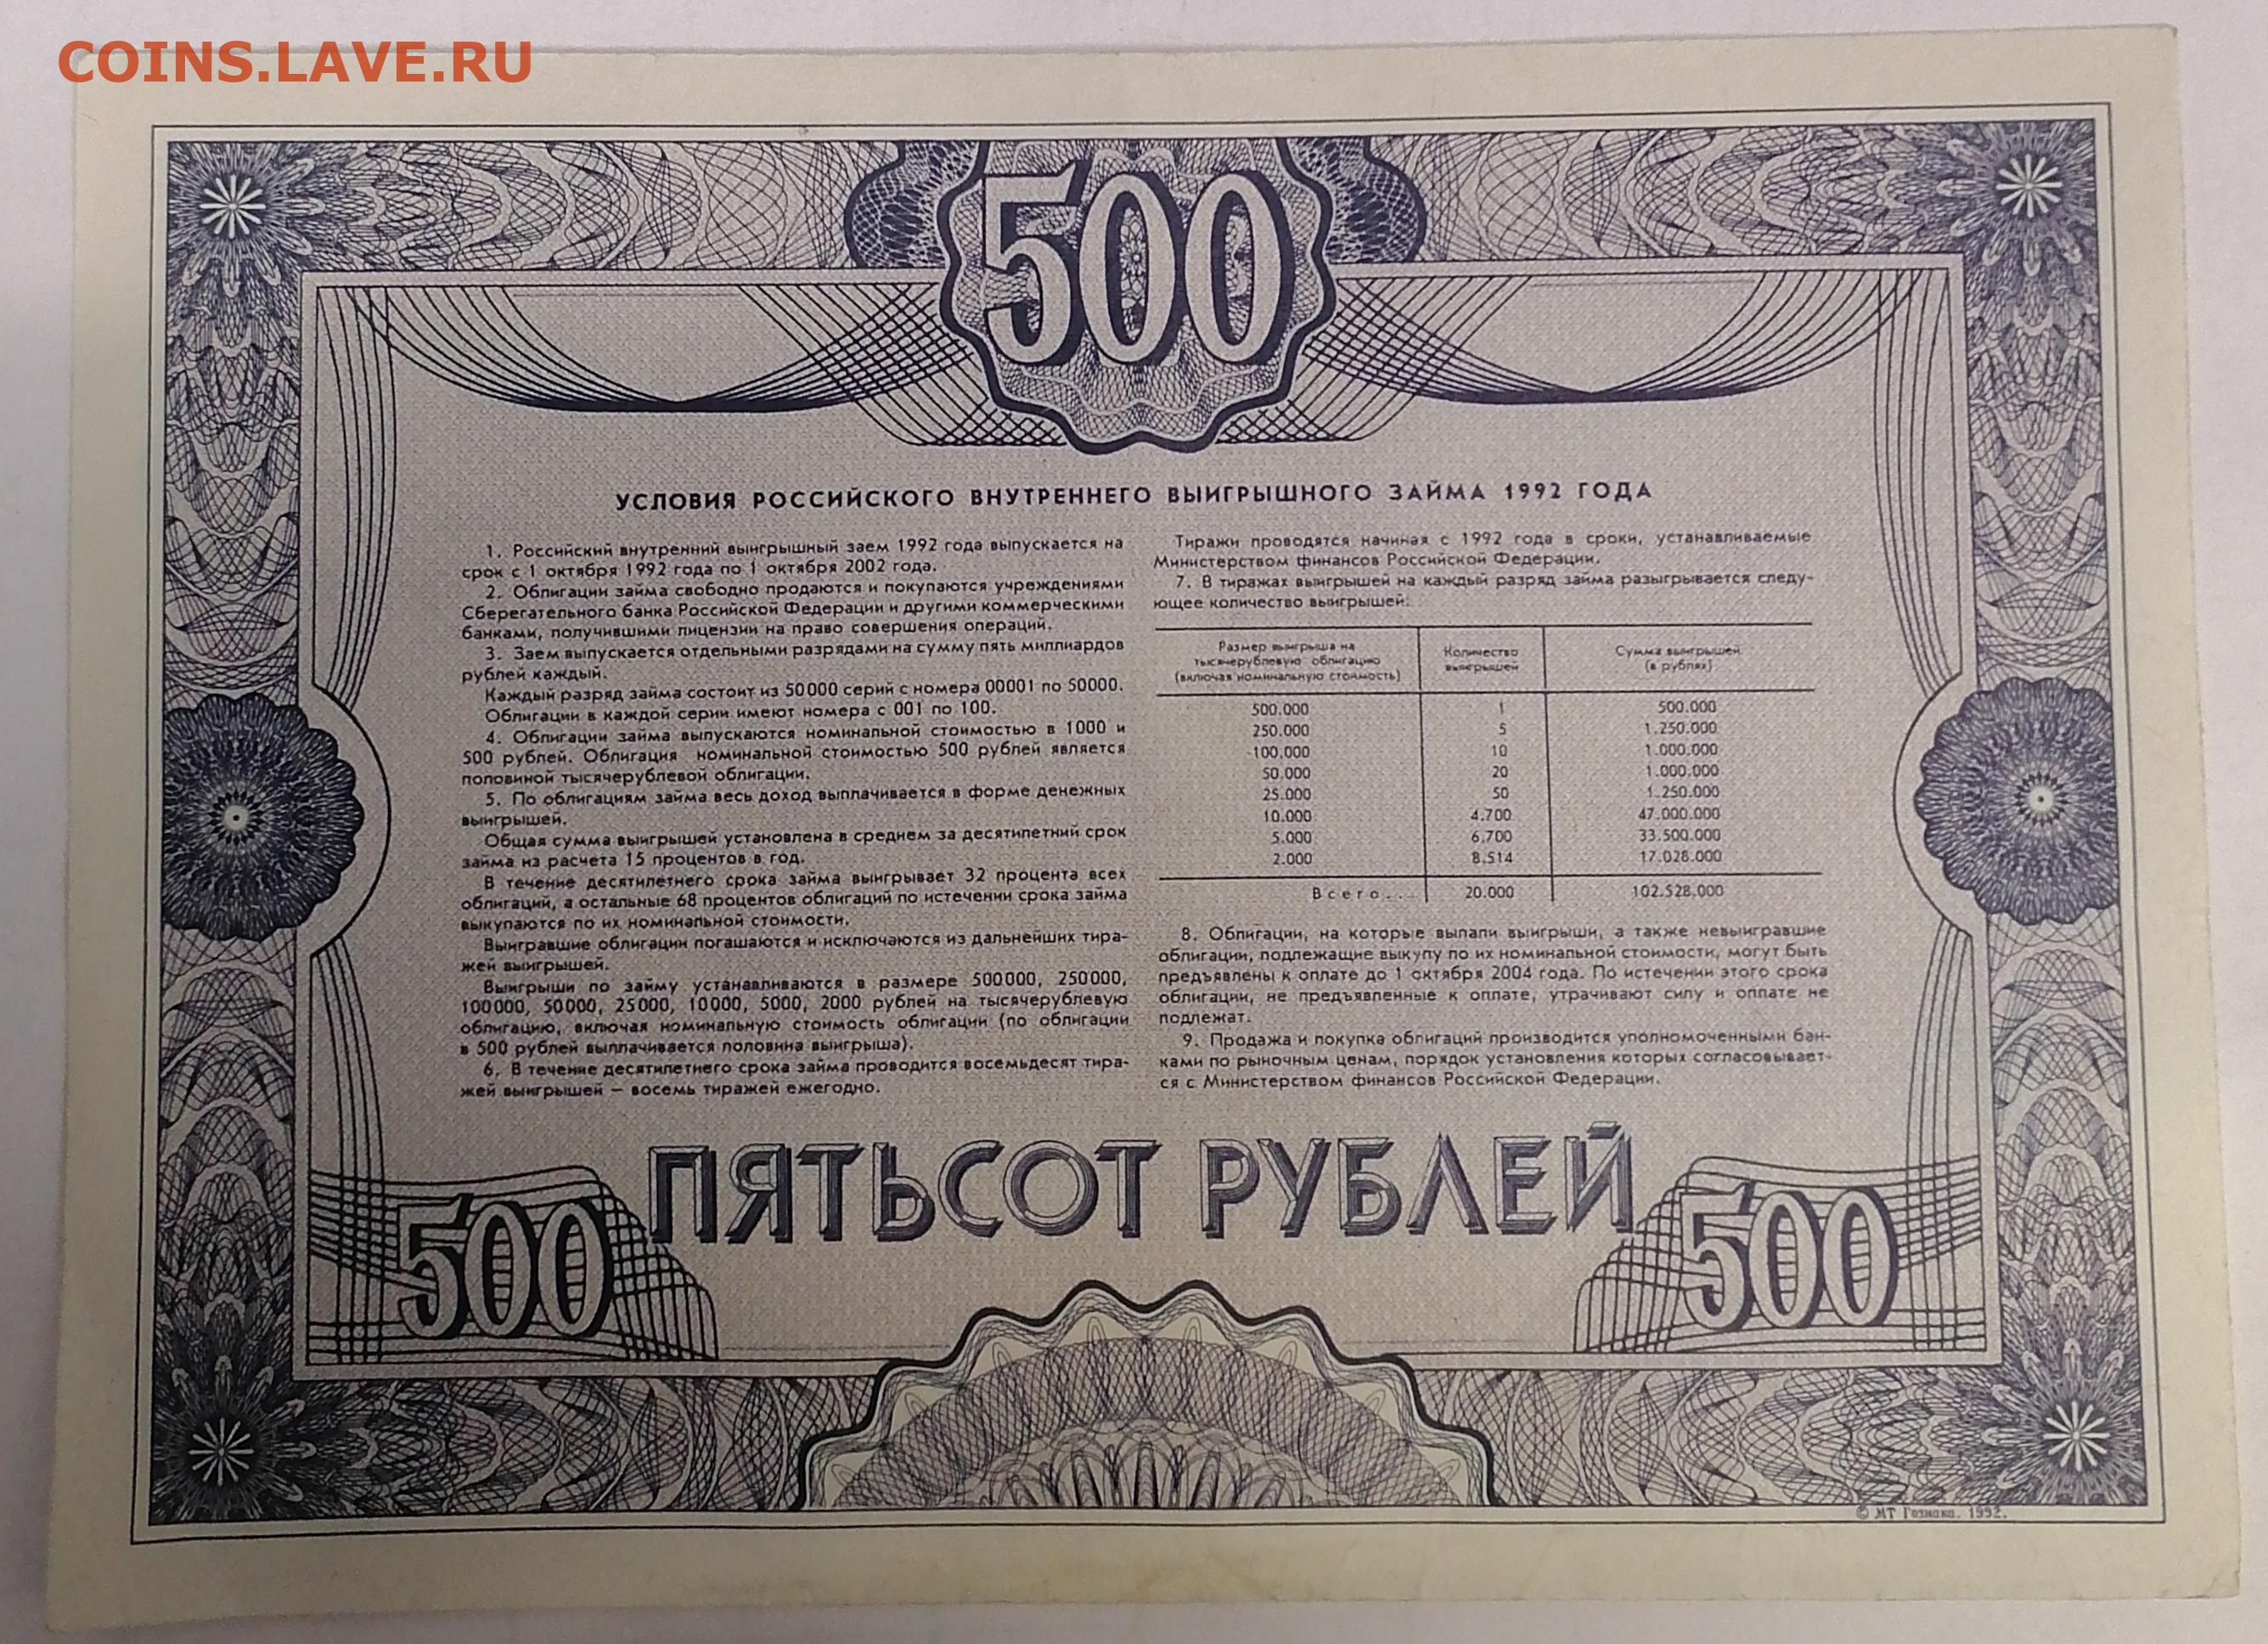 COINS.LAVE.RU
500
УСЛОВИЯ РОССИЙСКОГО ВНУТРЕННЕГО ВЫИГРЫШНОГО ЗАЙМА 1992 ГОДА
1. Российский внутренний выигрышный заем 1992 года выпускается на
срок с 1 октября 1992 года по 1 октября 2002 года.
2. Облигации займа свободно продаются и покупаются учреждениями
Сберегательного банка Российской Федерации и другими коммерческими
банками, получившими лицензии на право совершения операций.
3. Заем выпускается отдельными разрядами на сумму пять миллиардов
рублей каждый.
Каждый разряд займа состоит из 50000 серий с номера 00001 по 50000.
Облигации в каждой серии имеют номера с 001 по 100.
4. Облигации займа выпускаются номинальной стоимостью в 1000 и
500 рублей. Облигация номинальной стоимостью 500 рублей является
половиной тысячерублевой облигации.
5. По облигациям займа весь доход выплачивается в форме денежных
выигрышей.
Общая сумма выигрышей установлена в среднем за десятилетний срок
займа из расчета 15 процентов в год.
В течение десятилетнего срока займа выигрывает 32 процента всех
облигаций, а остальные 68 процентов облигаций по истечении срока займа
выкупаются по их номинальной стоимости.
Выигравшие облигации погашаются и исключаются из дальнейших тира-
жей выигрышей.
Выигрыши по займу устанавливаются в размере 500000, 250000,
100000, 50000, 25000, 10000, 5000, 2000 рублей на тысячерублевую
облигацию, включая номинальную стоимость облигации (по облигации
в 500 рублей выплачивается половина выигрыша).
6. В течение десятилетнего срока займа проводится восемьдесят тира-
жей выигрышей — восемь тиражей ежегодно.
Тиражи проводятся начиная с 1992 года в сроки, устанавливаемые
Министерством финансов Российской Федерации.
7. В тиражах выигрышей на каждый разряд займа разыгрывается следу-
ющее количество выигрышей:
Размер выигрыша на Количество Сумма выигрышей
тысячерублевую облигацию выигрышей (в рублях)
(включая номинальную стоимость)
500.000 1 500.000
250.000 5 1.250.000
100.000 10 1.000.000
50.000 20 1.000.000
25.000 50 1.250.000
10.000 4.700 47.000.000
5.000 6.700 33.500.000
2.000 8.514 17.028.000
Всего... 20.000 102.528.000
8. Облигации, на которые выпали выигрыши, а также невыигравшие
облигации, подлежащие выкупу по их номинальной стоимости, могут быть
предъявлены к оплате до 1 октября 2004 года. По истечении этого срока
облигации, не предъявленные к оплате, утрачивают силу и оплате не
подлежат.
9. Продажа и покупка облигаций производится уполномоченными бан-
ками по рыночным ценам, порядок установления которых согласовывает-
ся с Министерством финансов Российской Федерации.
ПЯТЬСОТ РУБЛЕЙ
500 500
© МТ Гознака. 1992.